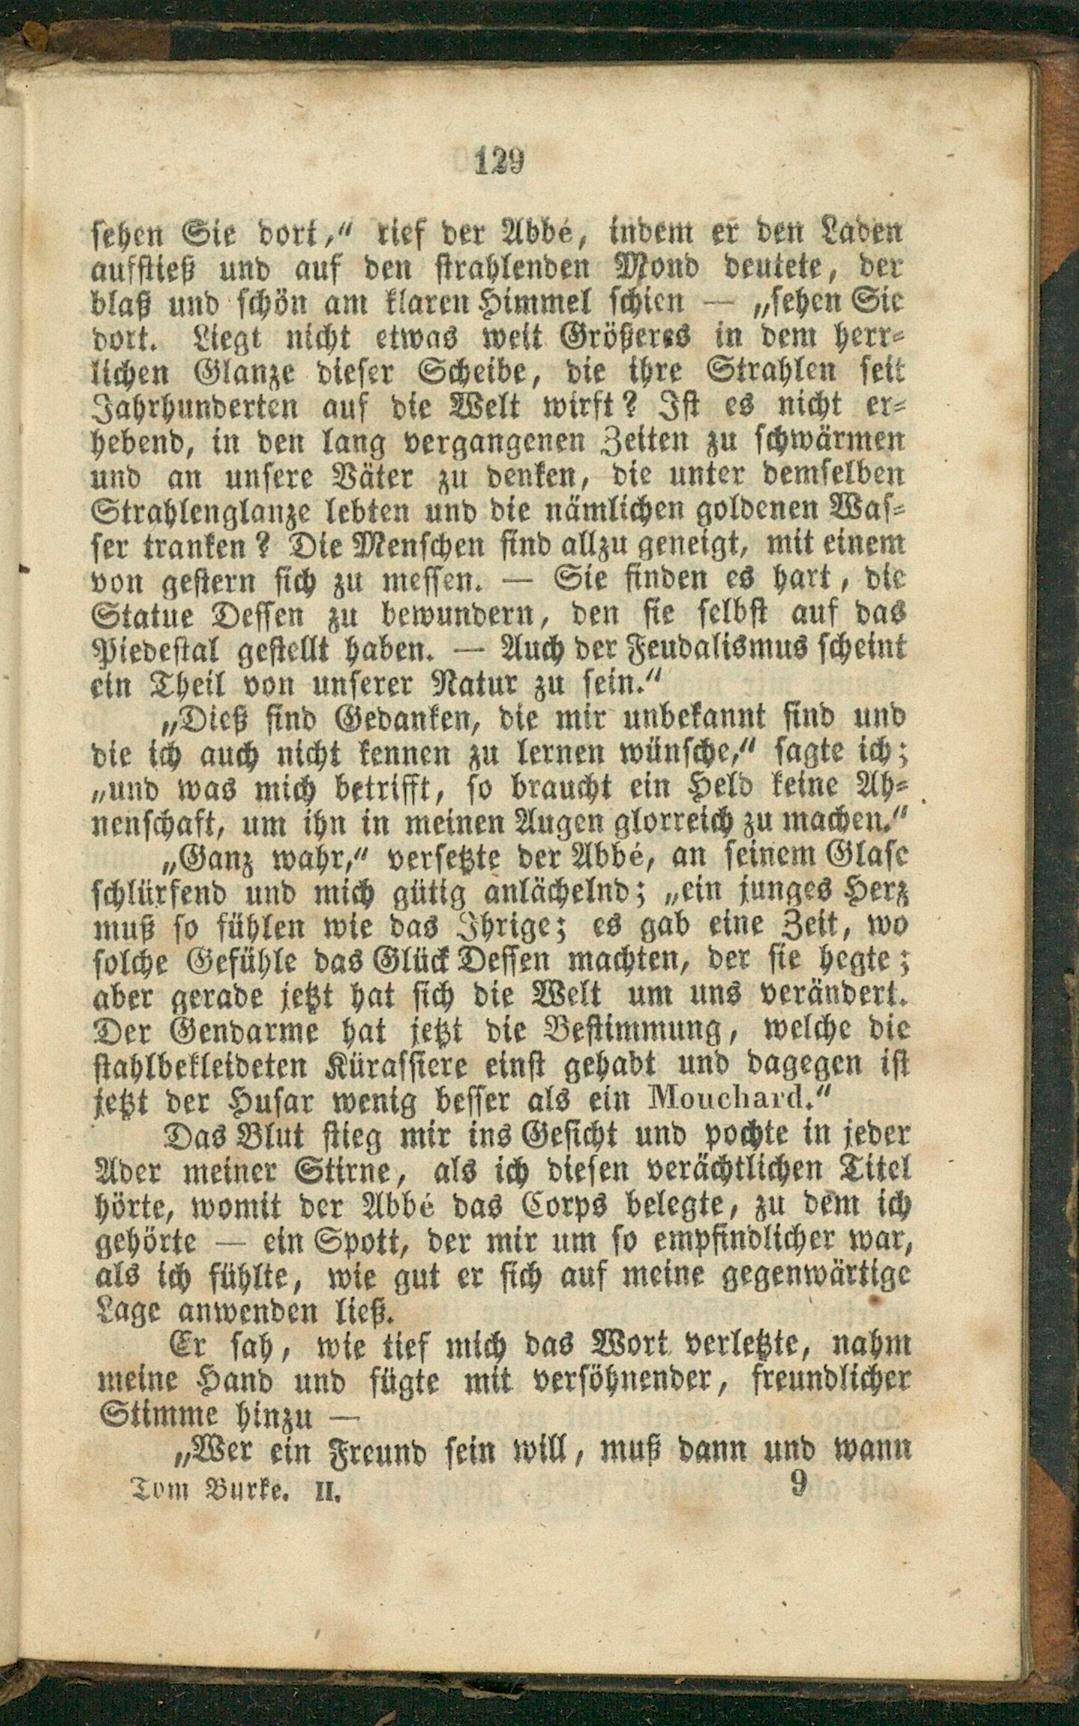 129
sehen Sie dort,“ rief der Abbé, indem er den Laden
aufstieß und auf den strahlenden Mond deutete, der
blaß und schön am klaren Himmel schien — „sehen Sie
dort. Liegt nicht etwas weit Größeres in dem herr-
lichen Glanze dieser Scheibe, die ihre Strahlen seit
Jahrhunderten auf die Welt wirft? Ist es nicht er-
hebend, in den lang vergangenen Zeiten zu schwärmen
und an unsere Väter zu denken, die unter demselben
Strahlenglanze lebten und die nämlichen goldenen Was-
ser tranken? Die Menschen sind allzu geneigt, mit einem
von gestern sich zu messen. — Sie finden es hart, die
Statue Dessen zu bewundern, den sie selbst auf das
Piedestal gestellt haben. — Auch der Feudalismus scheint
ein Theil von unserer Natur zu sein.“
„Dieß sind Gedanken, die mir unbekannt sind und
die ich auch nicht kennen zu lernen wünsche,“ sagte ich;
„und was mich betrifft, so braucht ein Held keine Ah-
nenschaft, um ihn in meinen Augen glorreich zu machen.“
„Ganz wahr,“ versetzte der Abbé, an seinem Glase
schlürfend und mich gütig anlächelnd; „ein junges Herz
muß so fühlen wie das Ihrige; es gab eine Zeit, wo
solche Gefühle das Glück Dessen machten, der sie hegte;
aber gerade jetzt hat sich die Welt um uns verändert.
Der Gendarme hat jetzt die Bestimmung, welche die
stahlbekleideten Kürassiere einst gehabt und dagegen ist
jetzt der Husar wenig besser als ein Mouchard.“
Das Blut stieg mir ins Gesicht und pochte in jeder
Ader meiner Stirne, als ich diesen verächtlichen Titel
hörte, womit der Abbé das Corps belegte, zu dem ich
gehörte — ein Spott, der mir um so empfindlicher war,
als ich fühlte, wie gut er sich auf meine gegenwärtige
Lage anwenden ließ.
Er sah, wie tief mich das Wort verletzte, nahm
meine Hand und fügte mit versöhnender, freundlicher
Stimme hinzu —
„Wer ein Freund sein will, muß dann und wann
Tom Burke. II. 9